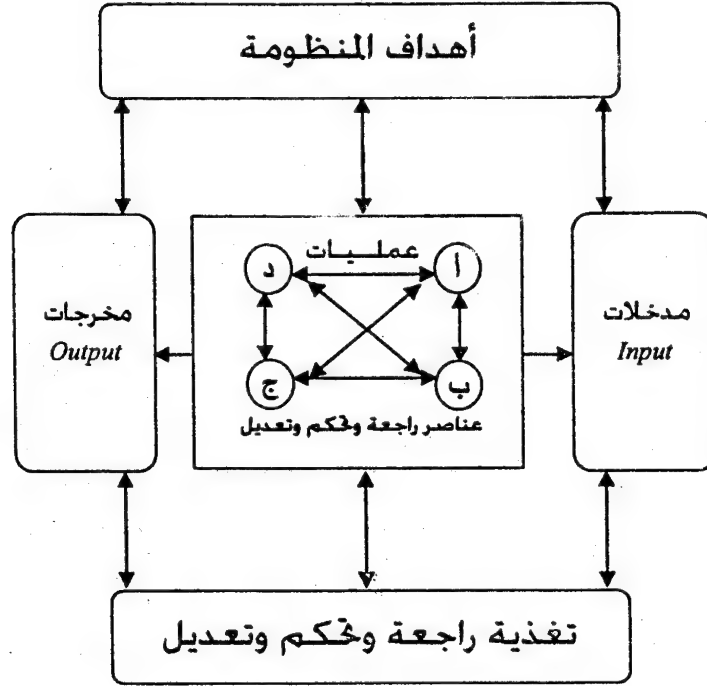 أهداف المنظومة
مدخلات
Input
عمليات
أ
د
ب
ج
عناصر راجعة وتحكم وتعديل
مخرجات
Output
تغذية راجعة وتحكم وتعديل